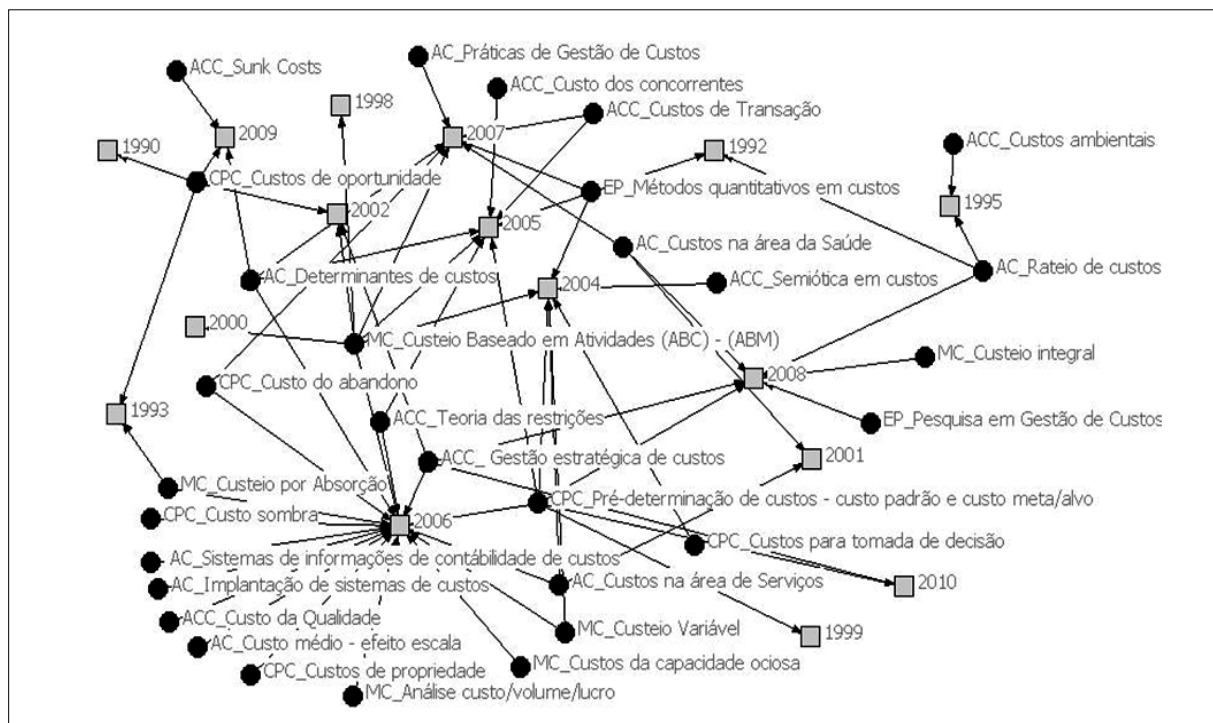 AC_Práticas de Gestão de Custos
ACC_Sunk Costs
ACC_Custo dos concorrentes
1998
ACC_Custos de Transação
2009
2007
1990
1992
ACC_Custos ambientais
CPC_Custos de oportunidade
EP_Métodos quantitativos em custos
1995
2002
2005
AC_Custos na área da Saúde
AC_Rateio de custos
AC_Determinantes de custos
2004
ACC_Semiótica em custos
2000
MC_Custeio Baseado em Atividades (ABC) - (ABM)
MC_Custeio integral
2008
CPC_Custo do abandono
1993
ACC_Teoria das restrições
EP_Pesquisa em Gestão de Custos
ACC_ Gestão estratégica de custos
2001
MC_Custeio por Absorção
CPC_Pré-determinação de custos - custo padrão e custo meta/alvo
CPC_Custo sombra
2006
CPC_Custos para tomada de decisão
AC_Sistemas de informações de contábilidade de custos
AC_Implantação de sistemas de custos
AC_Custos na área de Serviços
2010
ACC_Custo da Qualidade
MC_Custeio Variável
1999
AC_Custo médio - efeito escala
MC_Custos da capacidade ociosa
CPC_Custos de propriedade
MC_Análise custo/volume/lucro